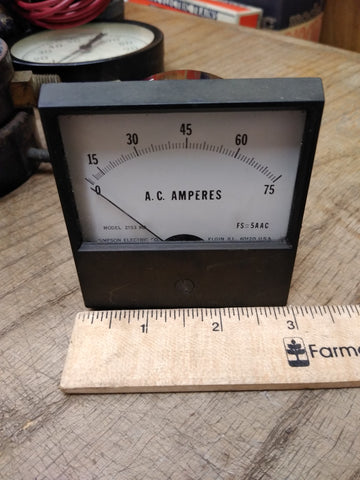 15 30 45 60
0 75
A.C. AMPERES
MODEL 2153 FS=5AAC
SIMPSON ELECTRIC CO. ELGIN, ILL. 60120 U.S.A.
1 2 3
Farm